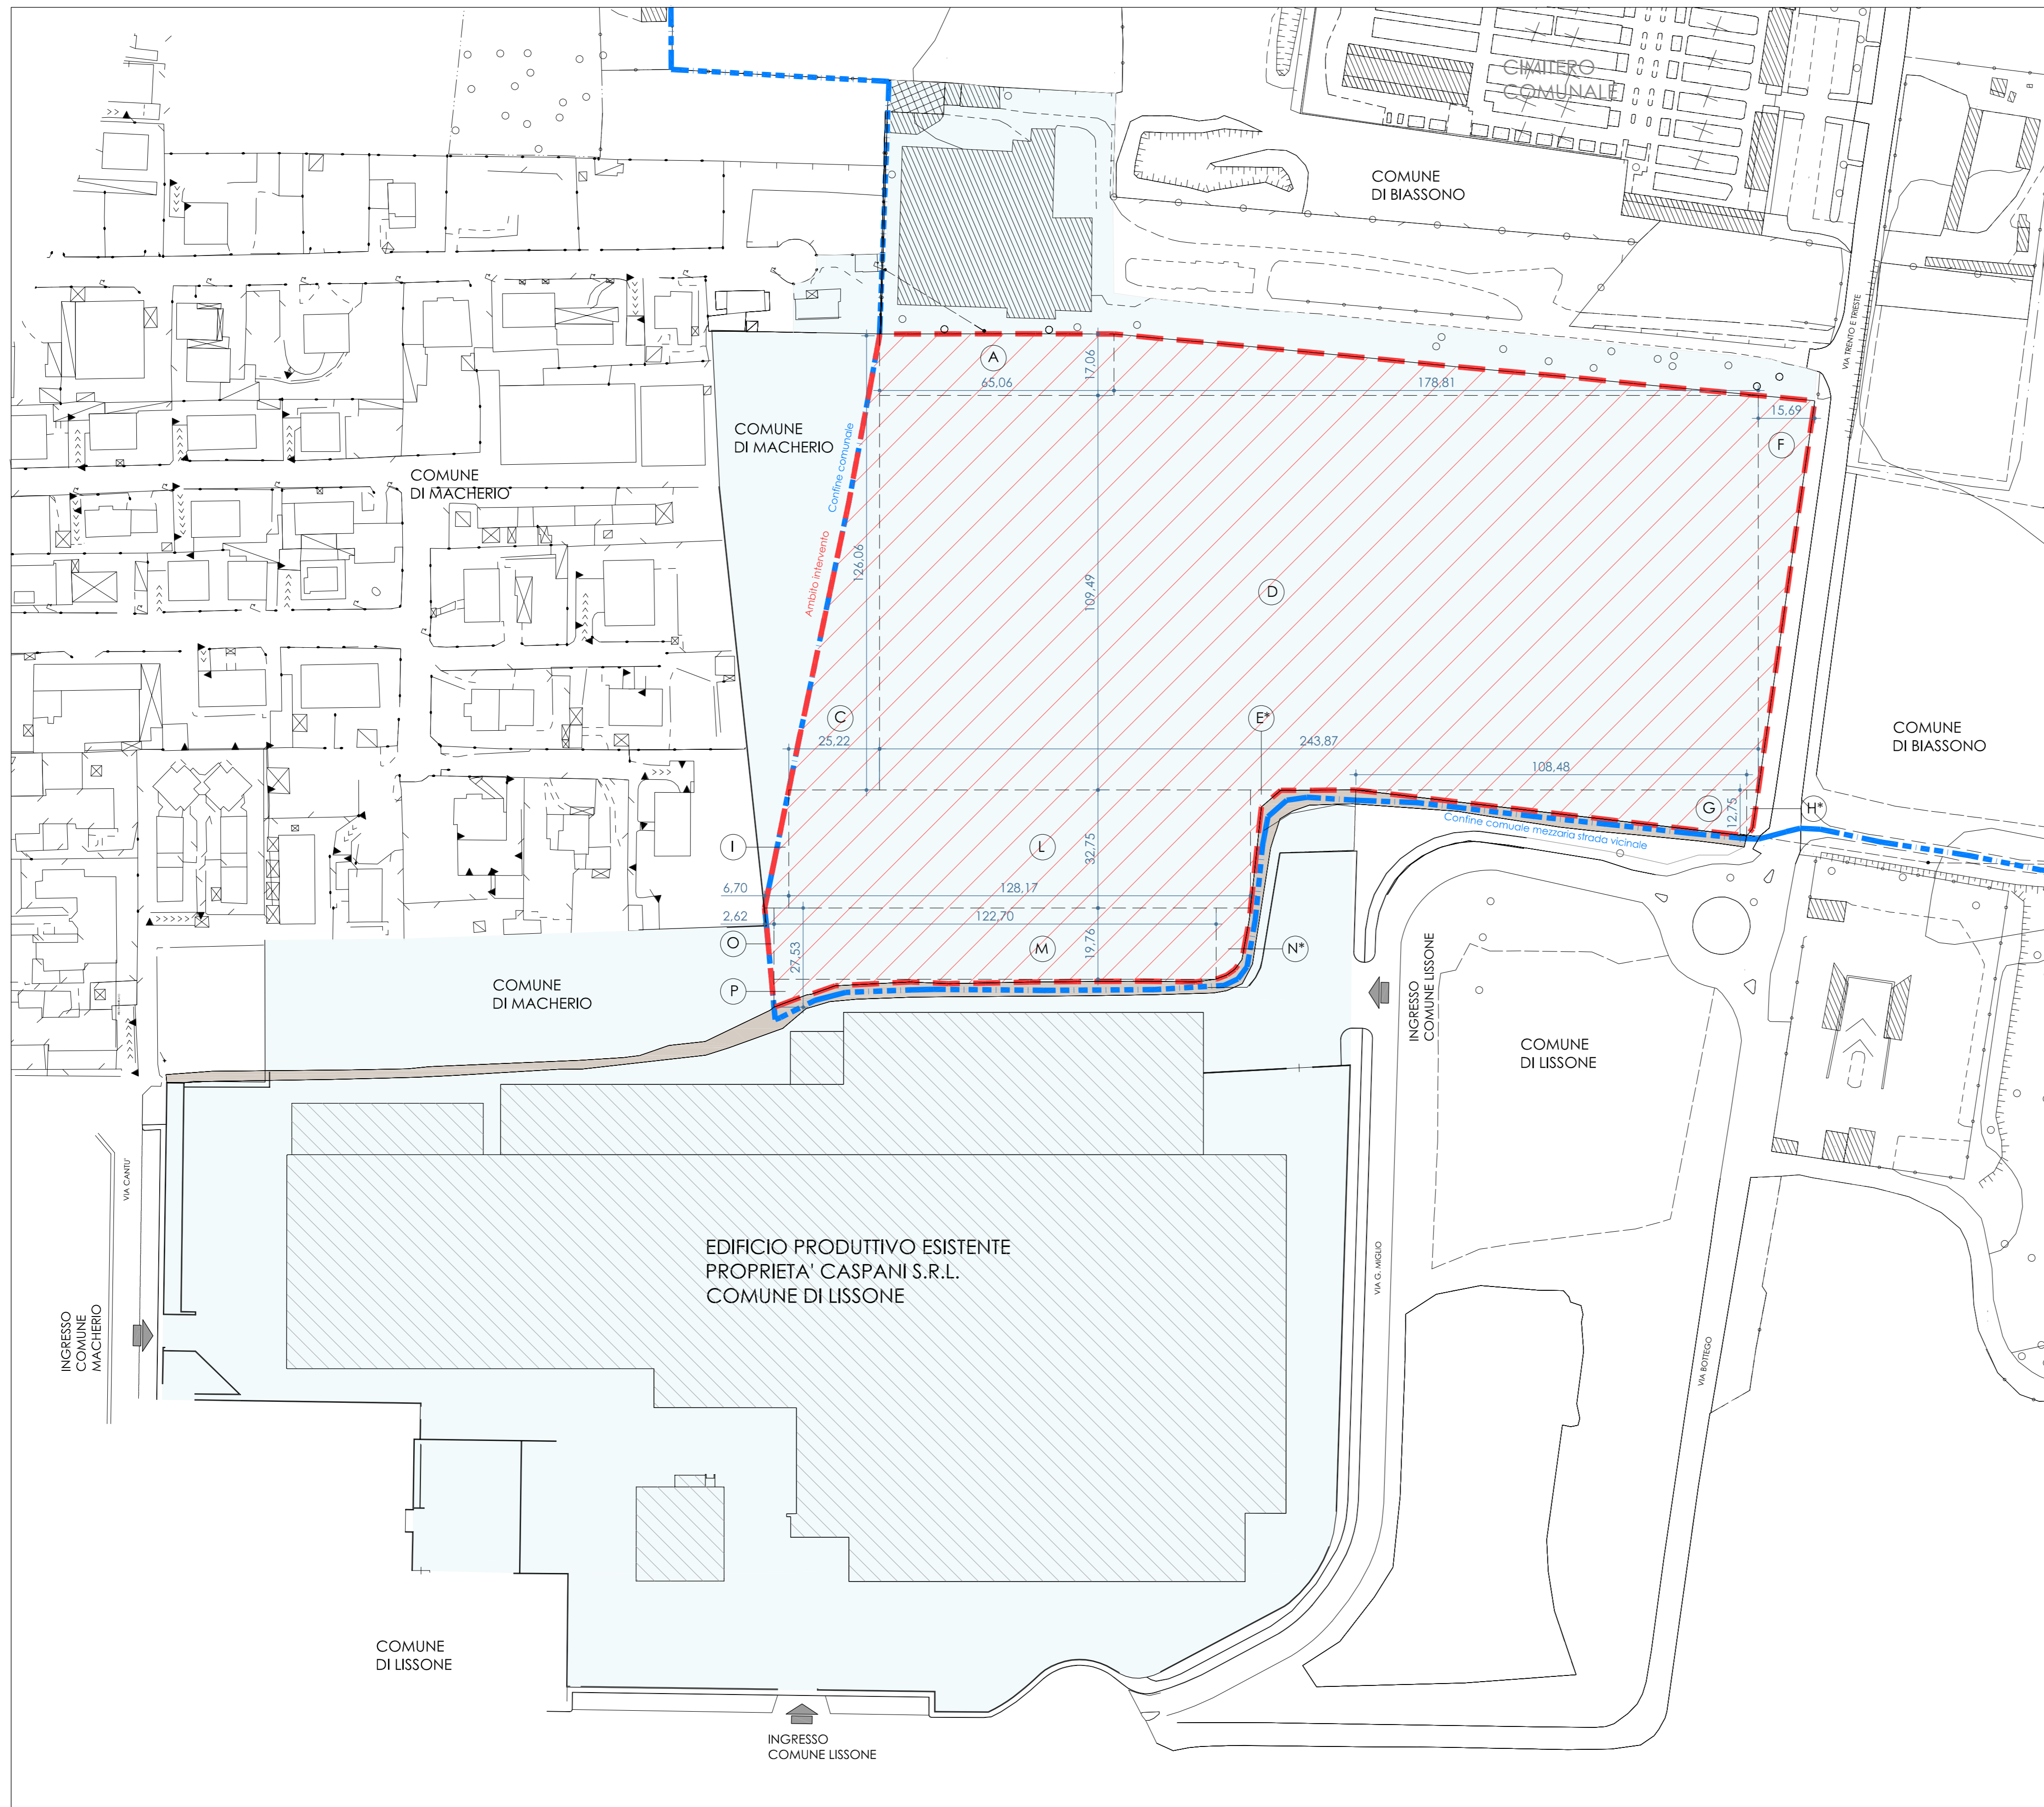 CIMITERO
COMUNALE
COMUNE
DI BIASSONO
VIA TRENTO E TRIESTE
A
65,06
17,06
178,81
15,69
F
COMUNE
DI MACHERIO
Confine comunale
COMUNE
DI MACHERIO
Ambito intervento
126,06
109,49
D
C
25,22
E*
243,87
COMUNE
DI BIASSONO
108,48
G
12,75
H*
Confine comuale mezzaria strada vicinale
I
L
32,75
6,70
128,17
2,62
122,70
O
27,53
M
19,76
N*
P
COMUNE
DI MACHERIO
INGRESSO
COMUNE LISSONE
COMUNE
DI LISSONE
VIA CANTU'
EDIFICIO PRODUTTIVO ESISTENTE
PROPRIETA' CASPANI S.R.L.
COMUNE DI LISSONE
VIA G. MIGLIO
INGRESSO
COMUNE
MACHERIO
VIA BOTTEGO
COMUNE
DI LISSONE
INGRESSO
COMUNE LISSONE
INGRESSO
COMUNE LISSONE